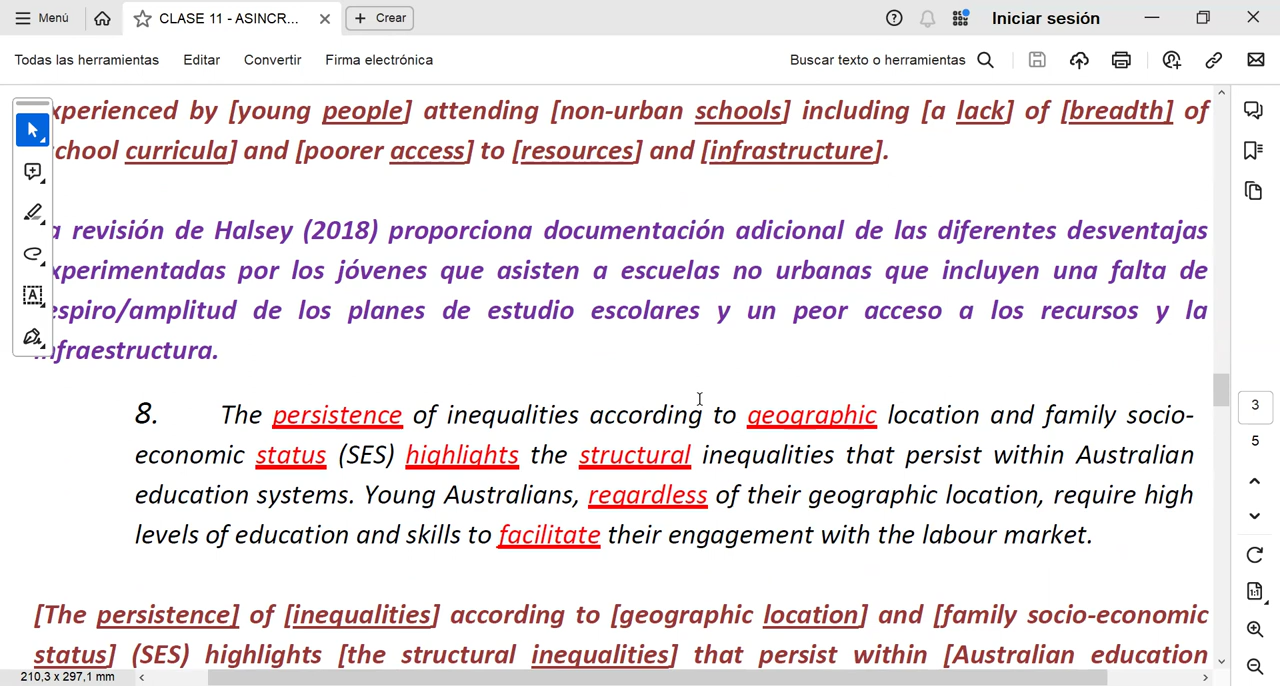 Menú
CLASE 11 - ASINCR...
Crear
Iniciar sesión
Todas las herramientas
Editar
Convertir
Firma electrónica
Buscar texto o herramientas
xperienced by [young people] attending [non-urban schools] including [a lack] of [breadth] of
chool curricula] and [poorer access] to [resources] and [infrastructure].
a revisión de Halsey (2018) proporciona documentación adicional de las diferentes desventajas
xperimentadas por los jóvenes que asisten a escuelas no urbanas que incluyen una falta de
espiro/amplitud de los planes de estudio escolares y un peor acceso a los recursos y la
nfraestructura.
8. The persistence of inequalities according to geographic location and family socio-
economic status (SES) highlights the structural inequalities that persist within Australian
education systems. Young Australians, regardless of their geographic location, require high
levels of education and skills to facilitate their engagement with the labour market.
[The persistence] of [inequalities] according to [geographic location] and [family socio-economic
status] (SES) highlights [the structural inequalities] that persist within [Australian education
3
5
210,3 x 297,1 mm